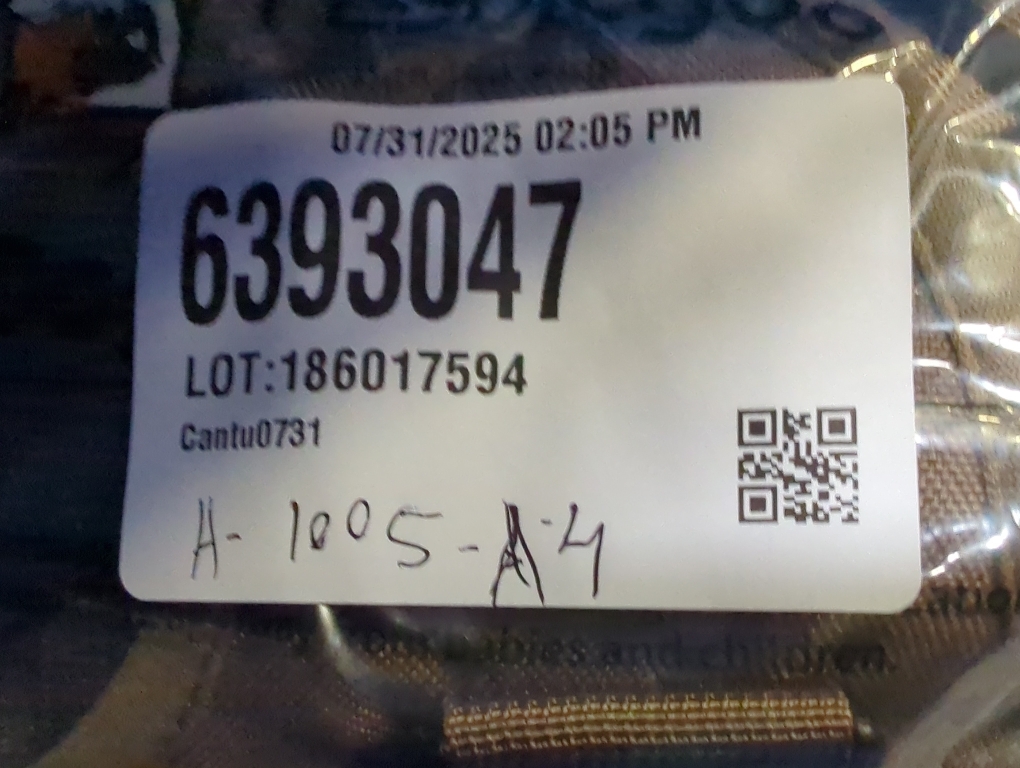 07/31/2025 02:05 PM
6393047
LOT:186017594
Cantu0731
A- 1005-A-4
babies and children.